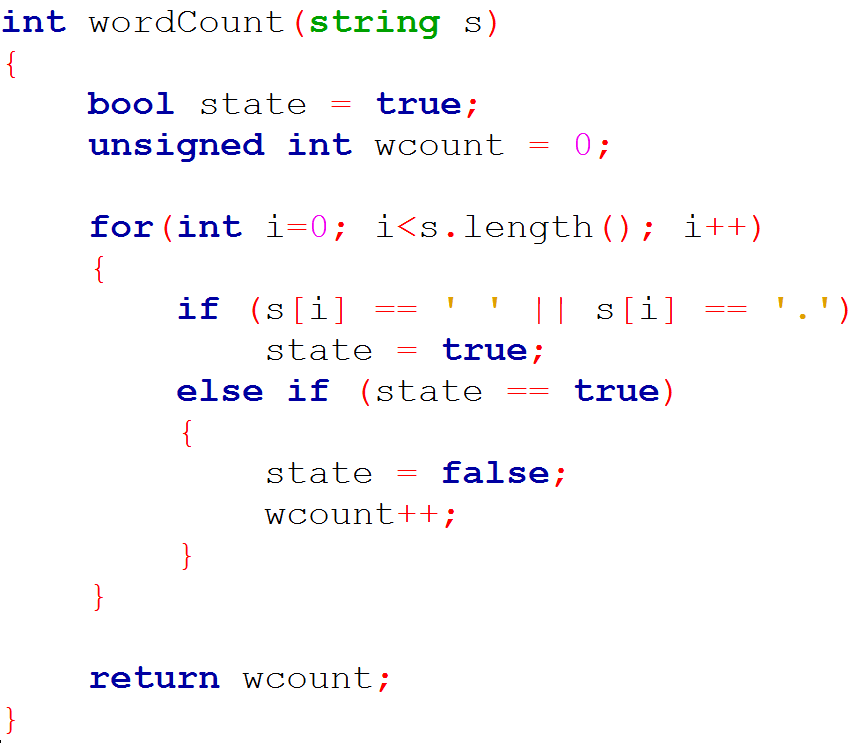 int wordCount(string s)
{
    bool state = true;
    unsigned int wcount = 0;

    for(int i=0; i<s.length(); i++)
    {
        if (s[i] == ' ' || s[i] == '.')
            state = true;
        else if (state == true)
        {
            state = false;
            wcount++;
        }
    }

    return wcount;
}